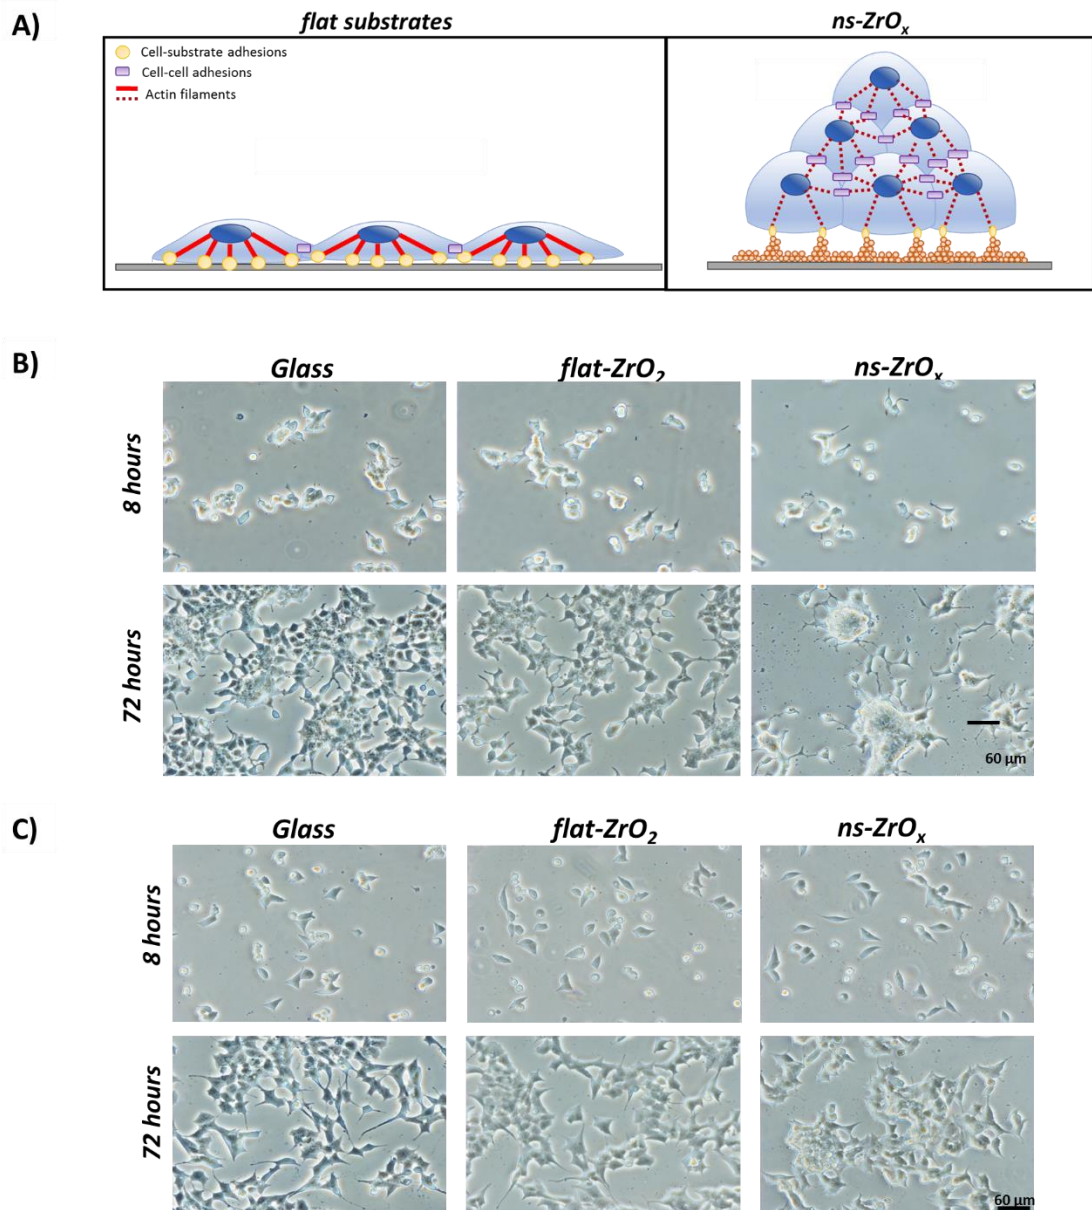 A)
flat substrates
ns-ZrOx
Cell-substrate adhesions
Cell-cell adhesions
Actin filaments
B)
Glass
flat-ZrO2
ns-ZrOx
8 hours
72 hours
60 µm
C)
Glass
flat-ZrO2
ns-ZrOx
8 hours
72 hours
60 µm